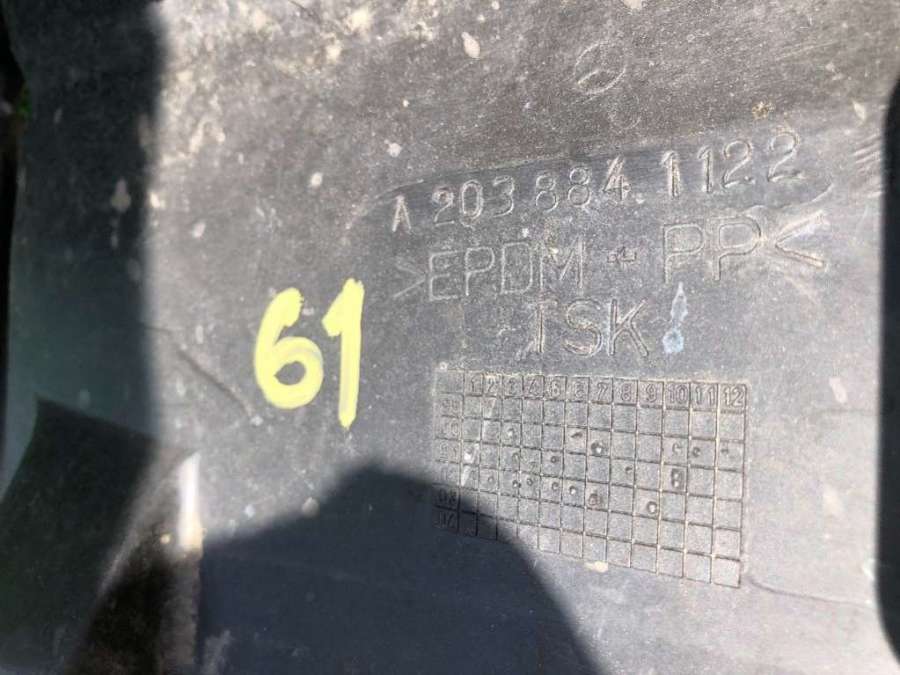 A 203 884 1122
>EPDM + PP<
TSK
61
1 2 3 4 5 6 7 8 9 10 11 12